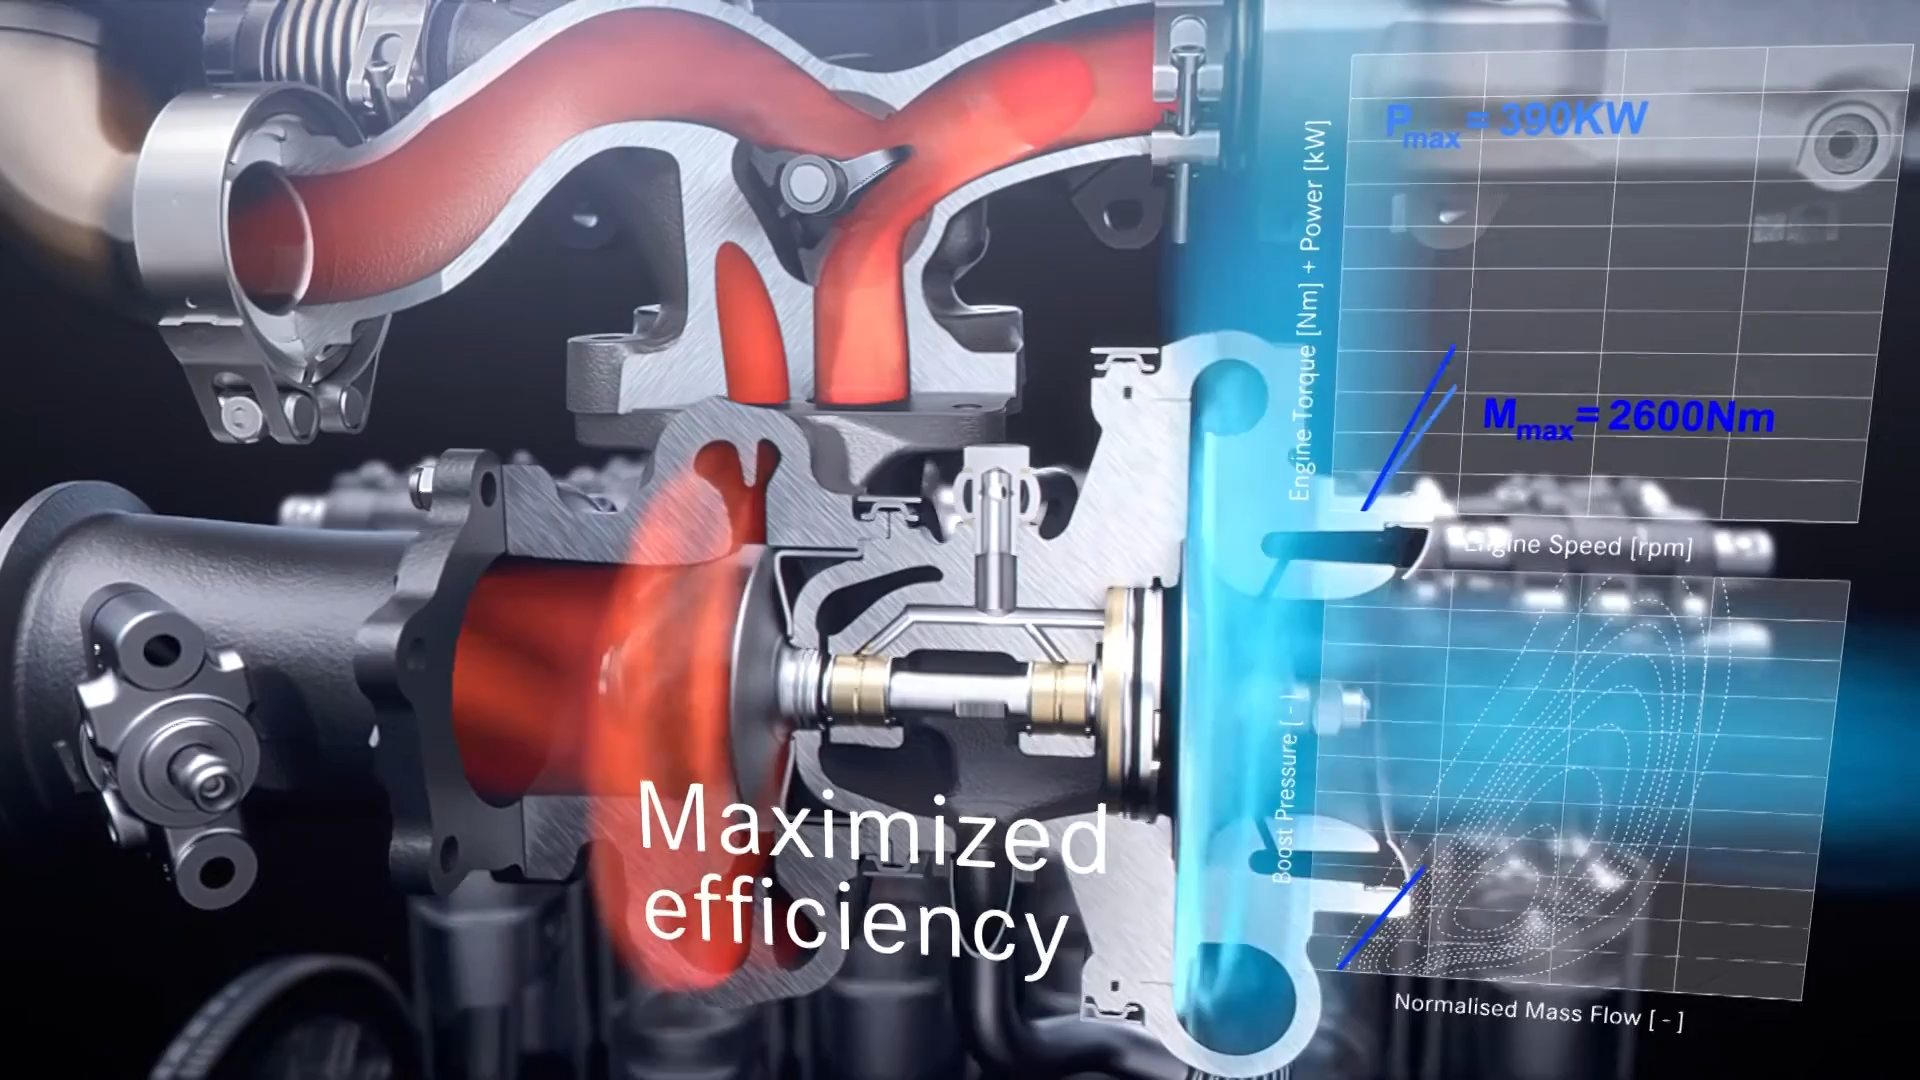 Pmax = 390KW
Engine Torque [Nm] + Power [kW]
Mmax = 2600Nm
Engine Speed [rpm]
Maximized
efficiency
Boost Pressure [ - ]
Normalised Mass Flow [ - ]